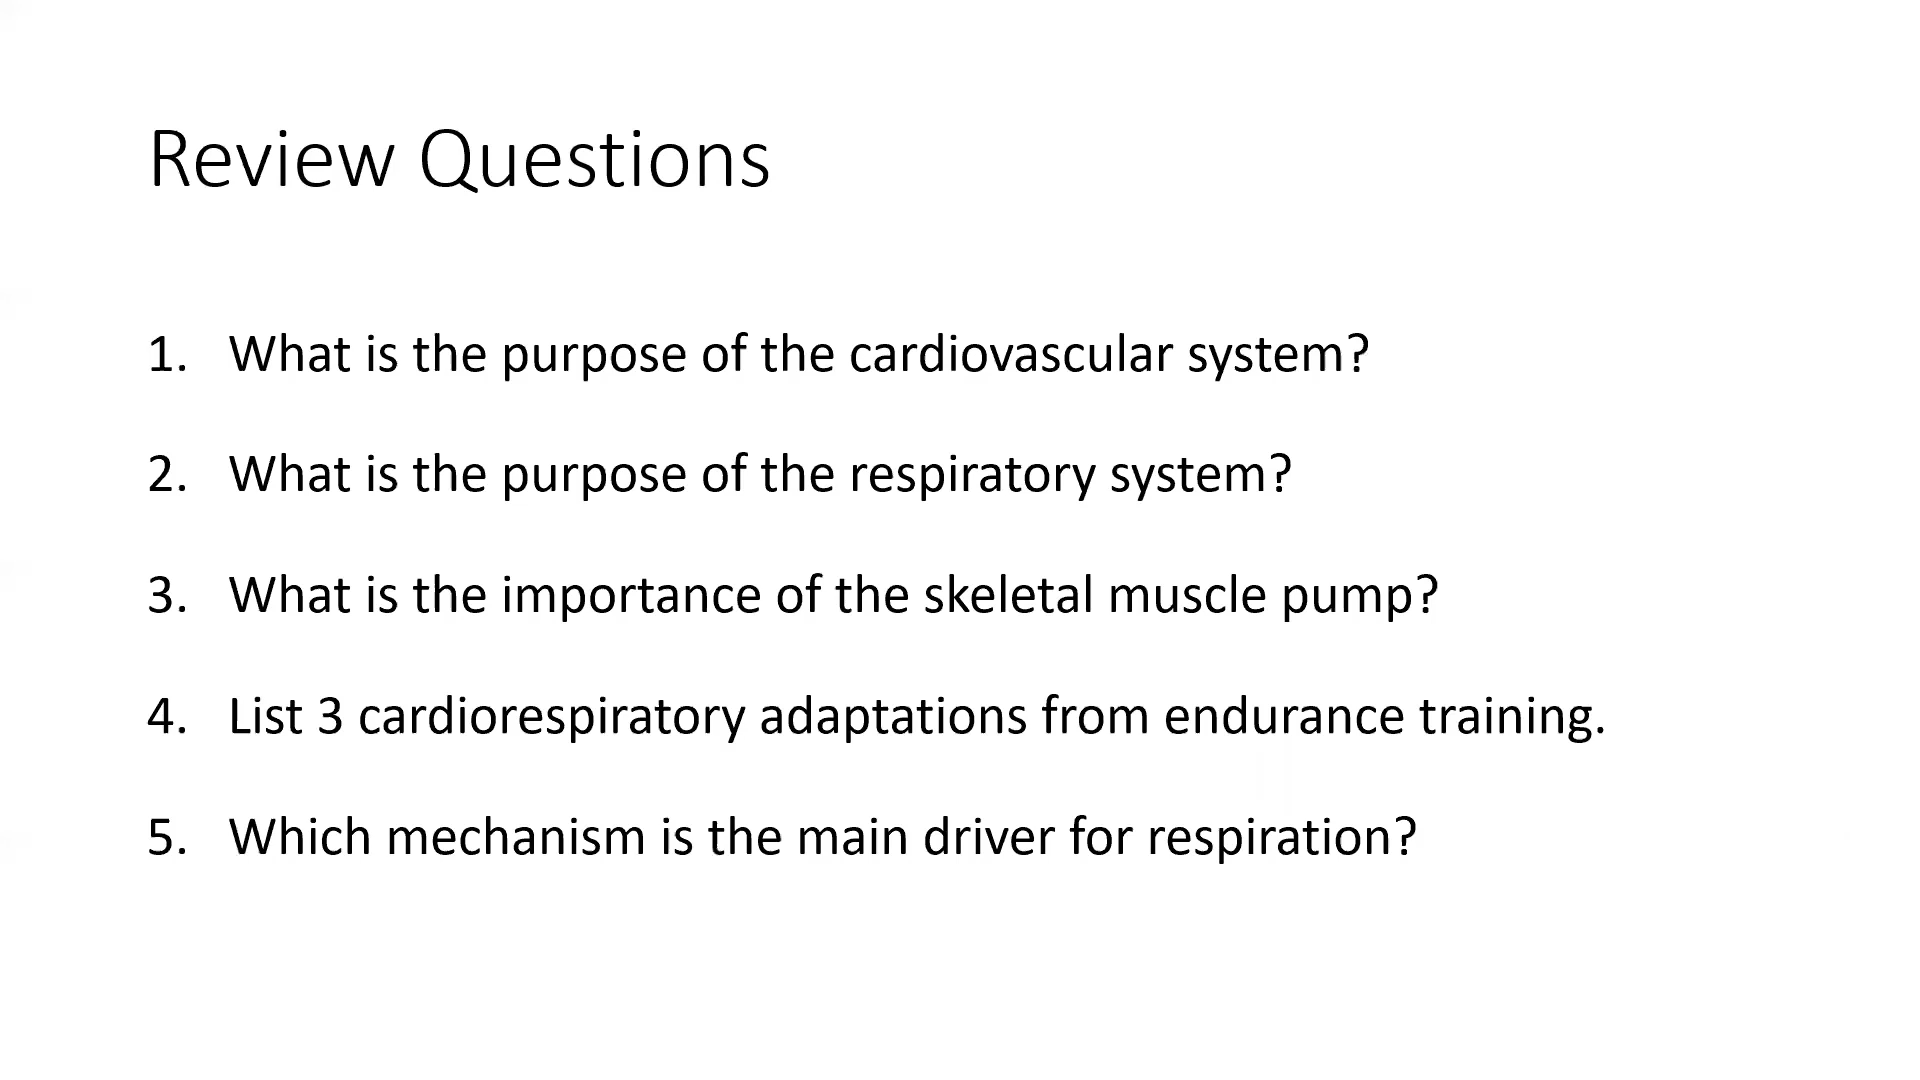 Review Questions
1. What is the purpose of the cardiovascular system?
2. What is the purpose of the respiratory system?
3. What is the importance of the skeletal muscle pump?
4. List 3 cardiorespiratory adaptations from endurance training.
5. Which mechanism is the main driver for respiration?